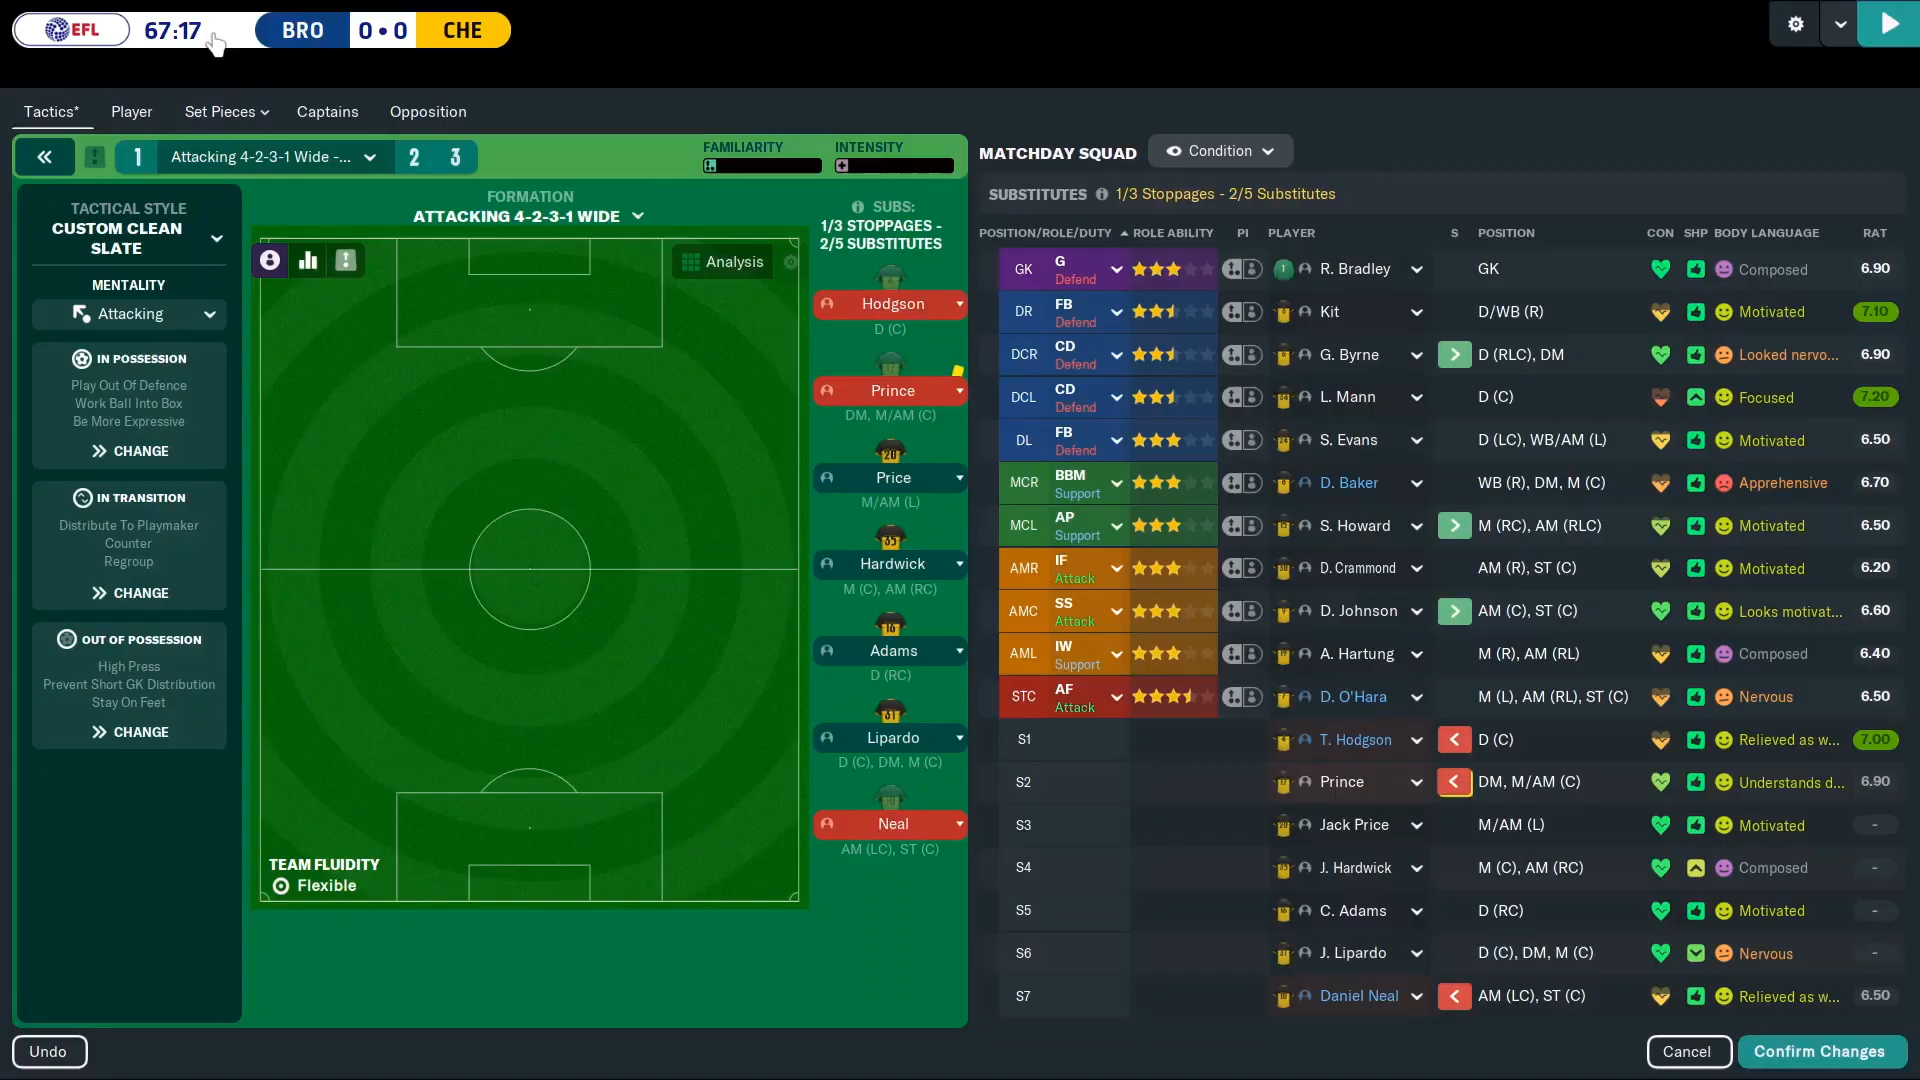 EFL 67:17 BRO 0 • 0 CHE
Tactics* Player Set Pieces Captains Opposition
1 Attacking 4-2-3-1 Wide -... 2 3
FAMILIARITY INTENSITY
TACTICAL STYLE
CUSTOM CLEAN
SLATE
MENTALITY
Attacking
IN POSSESSION
Play Out Of Defence
Work Ball Into Box
Be More Expressive
CHANGE
IN TRANSITION
Distribute To Playmaker
Counter
Regroup
CHANGE
OUT OF POSSESSION
High Press
Prevent Short GK Distribution
Stay On Feet
CHANGE
FORMATION
ATTACKING 4-2-3-1 WIDE
Analysis
TEAM FLUIDITY
Flexible
SUBS:
1/3 STOPPAGES -
2/5 SUBSTITUTES
Hodgson
D (C)
Prince
DM, M/AM (C)
20
Price
M/AM (L)
35
Hardwick
M (C), AM (RC)
16
Adams
D (RC)
31
Lipardo
D (C), DM, M (C)
Neal
AM (LC), ST (C)
MATCHDAY SQUAD Condition
SUBSTITUTES 1/3 Stoppages - 2/5 Substitutes
POSITION/ROLE/DUTY ROLE ABILITY PI PLAYER S POSITION CON SHP BODY LANGUAGE RAT
GK G Defend 1 R. Bradley GK Composed 6.90
DR FB Defend Kit D/WB (R) Motivated 7.10
DCR CD Defend G. Byrne D (RLC), DM Looked nervo... 6.90
DCL CD Defend L. Mann D (C) Focused 7.20
DL FB Defend S. Evans D (LC), WB/AM (L) Motivated 6.50
MCR BBM Support D. Baker WB (R), DM, M (C) Apprehensive 6.70
MCL AP Support S. Howard M (RC), AM (RLC) Motivated 6.50
AMR IF Attack D. Crammond AM (R), ST (C) Motivated 6.20
AMC SS Attack D. Johnson AM (C), ST (C) Looks motivat... 6.60
AML IW Support A. Hartung M (R), AM (RL) Composed 6.40
STC AF Attack D. O'Hara M (L), AM (RL), ST (C) Nervous 6.50
S1 T. Hodgson D (C) Relieved as w... 7.00
S2 Prince DM, M/AM (C) Understands d... 6.90
S3 Jack Price M/AM (L) Motivated -
S4 J. Hardwick M (C), AM (RC) Composed -
S5 C. Adams D (RC) Motivated -
S6 J. Lipardo D (C), DM, M (C) Nervous -
S7 Daniel Neal AM (LC), ST (C) Relieved as w... 6.50
Undo Cancel Confirm Changes